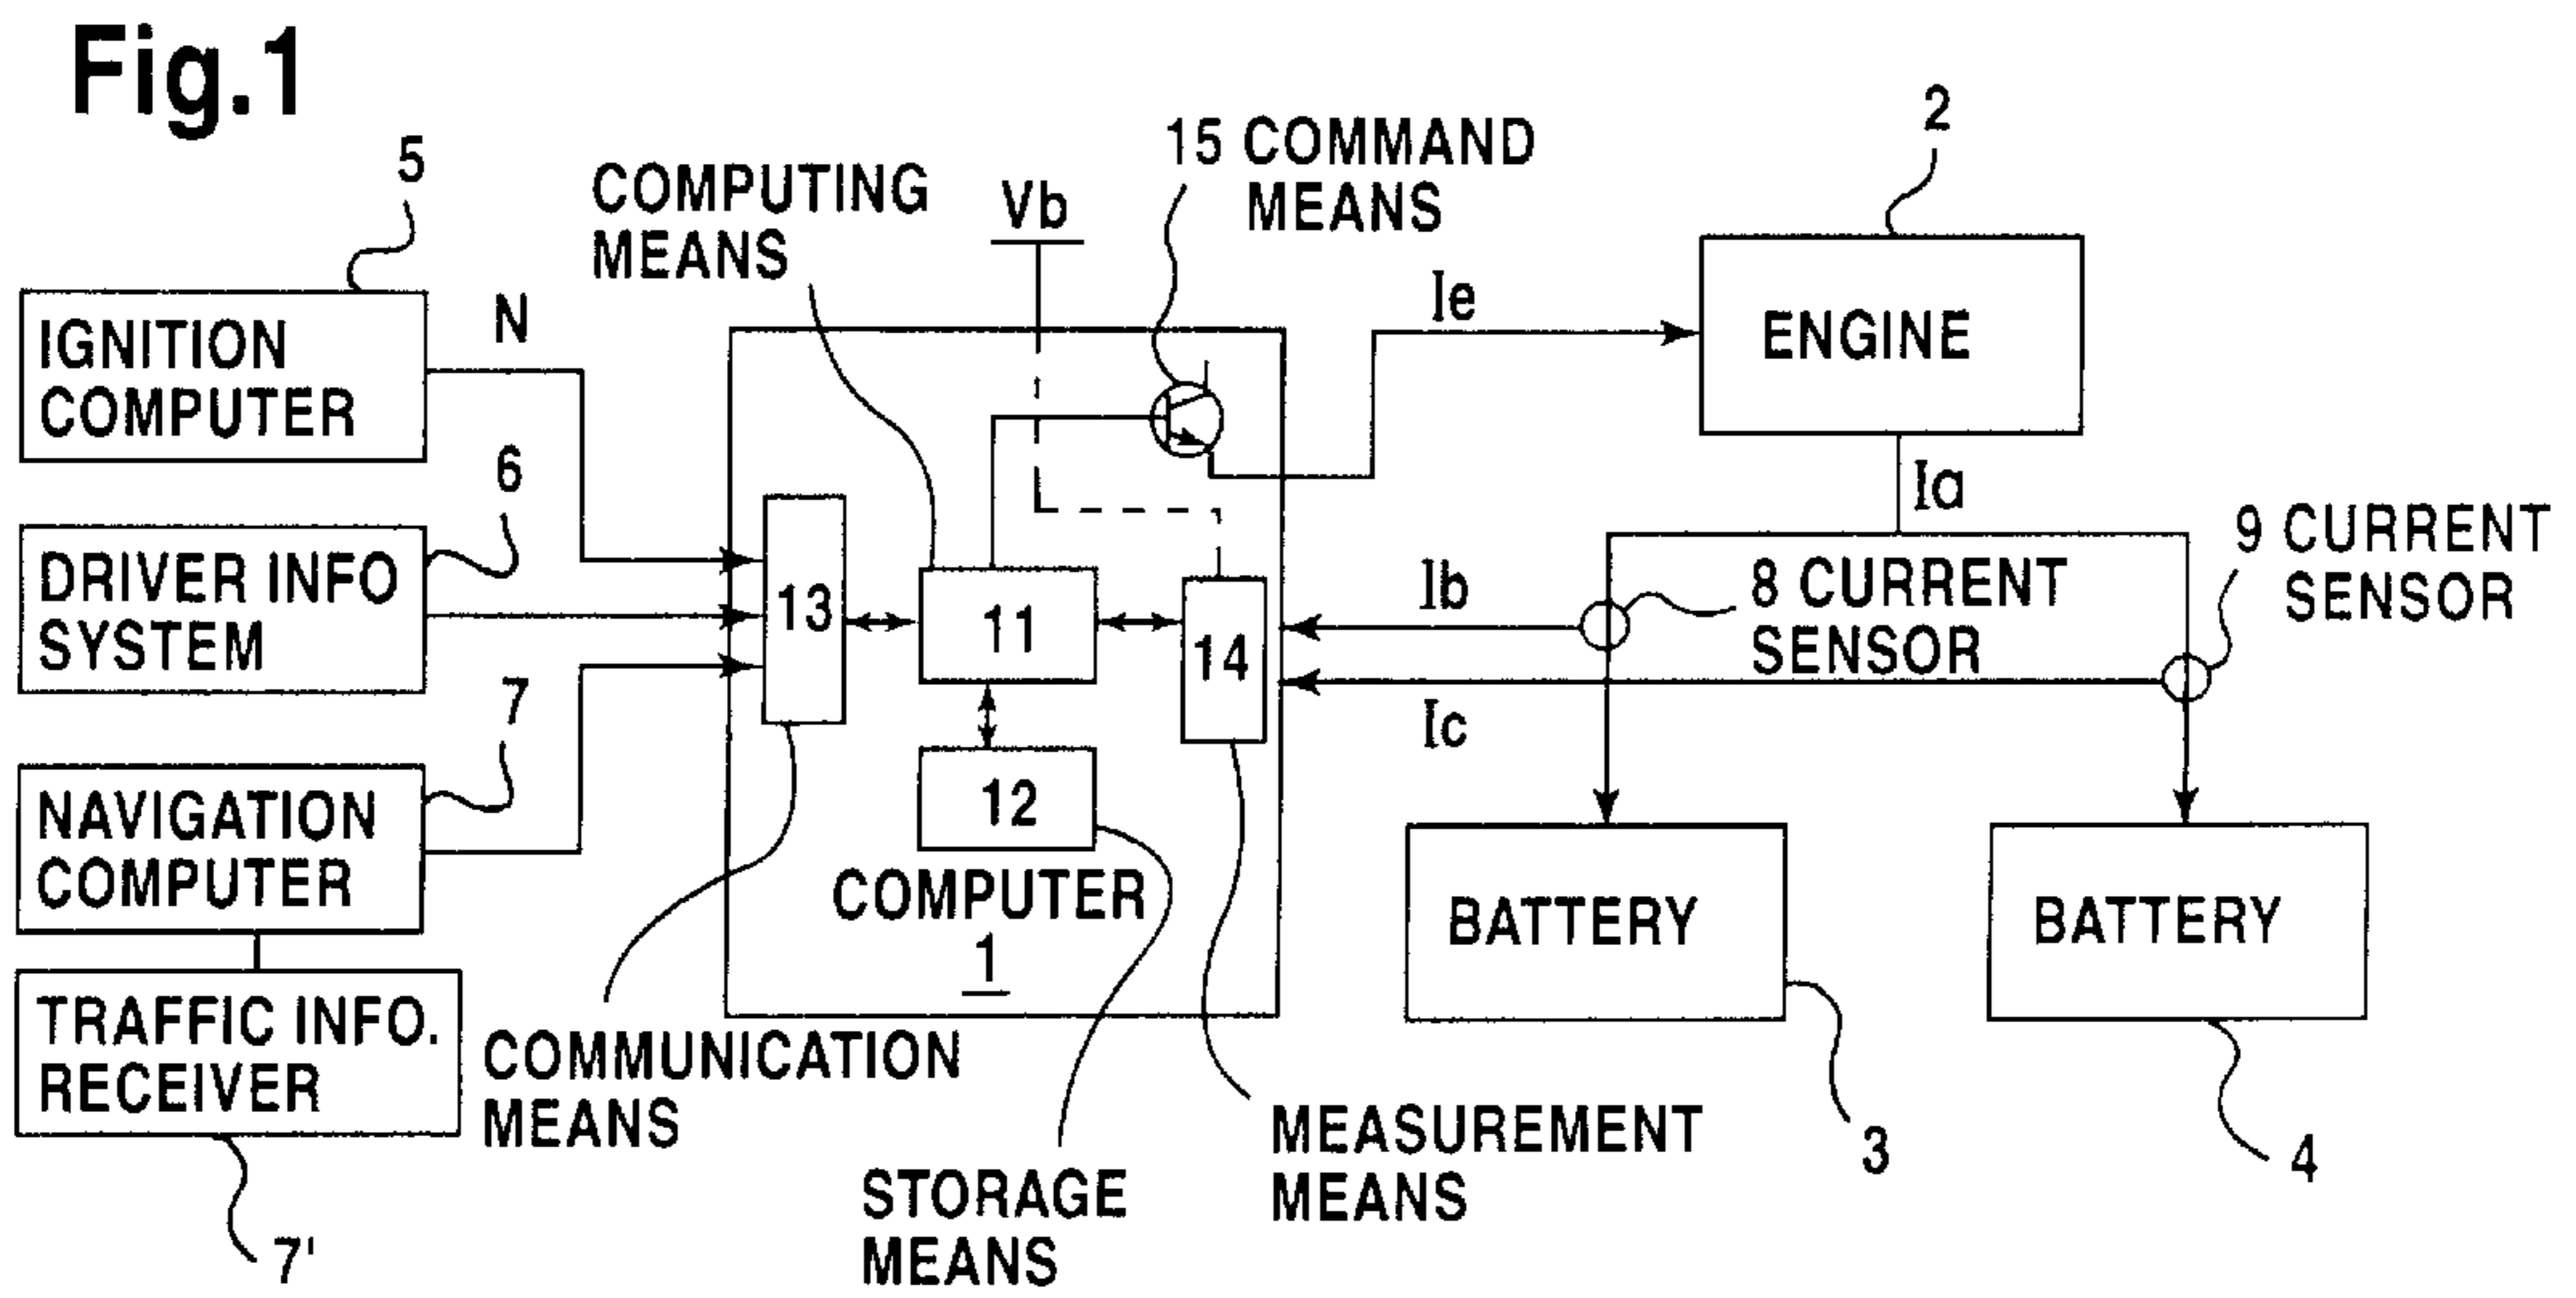 Fig.1
5
IGNITION
COMPUTER
N
6
DRIVER INFO
SYSTEM
7
NAVIGATION
COMPUTER
TRAFFIC INFO.
RECEIVER
7'
COMPUTING
MEANS
Vb
15 COMMAND
MEANS
13
11
14
12
COMPUTER
1
COMMUNICATION
MEANS
STORAGE
MEANS
MEASUREMENT
MEANS
Ie
2
ENGINE
Ia
Ib
8 CURRENT
SENSOR
9 CURRENT
SENSOR
Ic
BATTERY
3
BATTERY
4